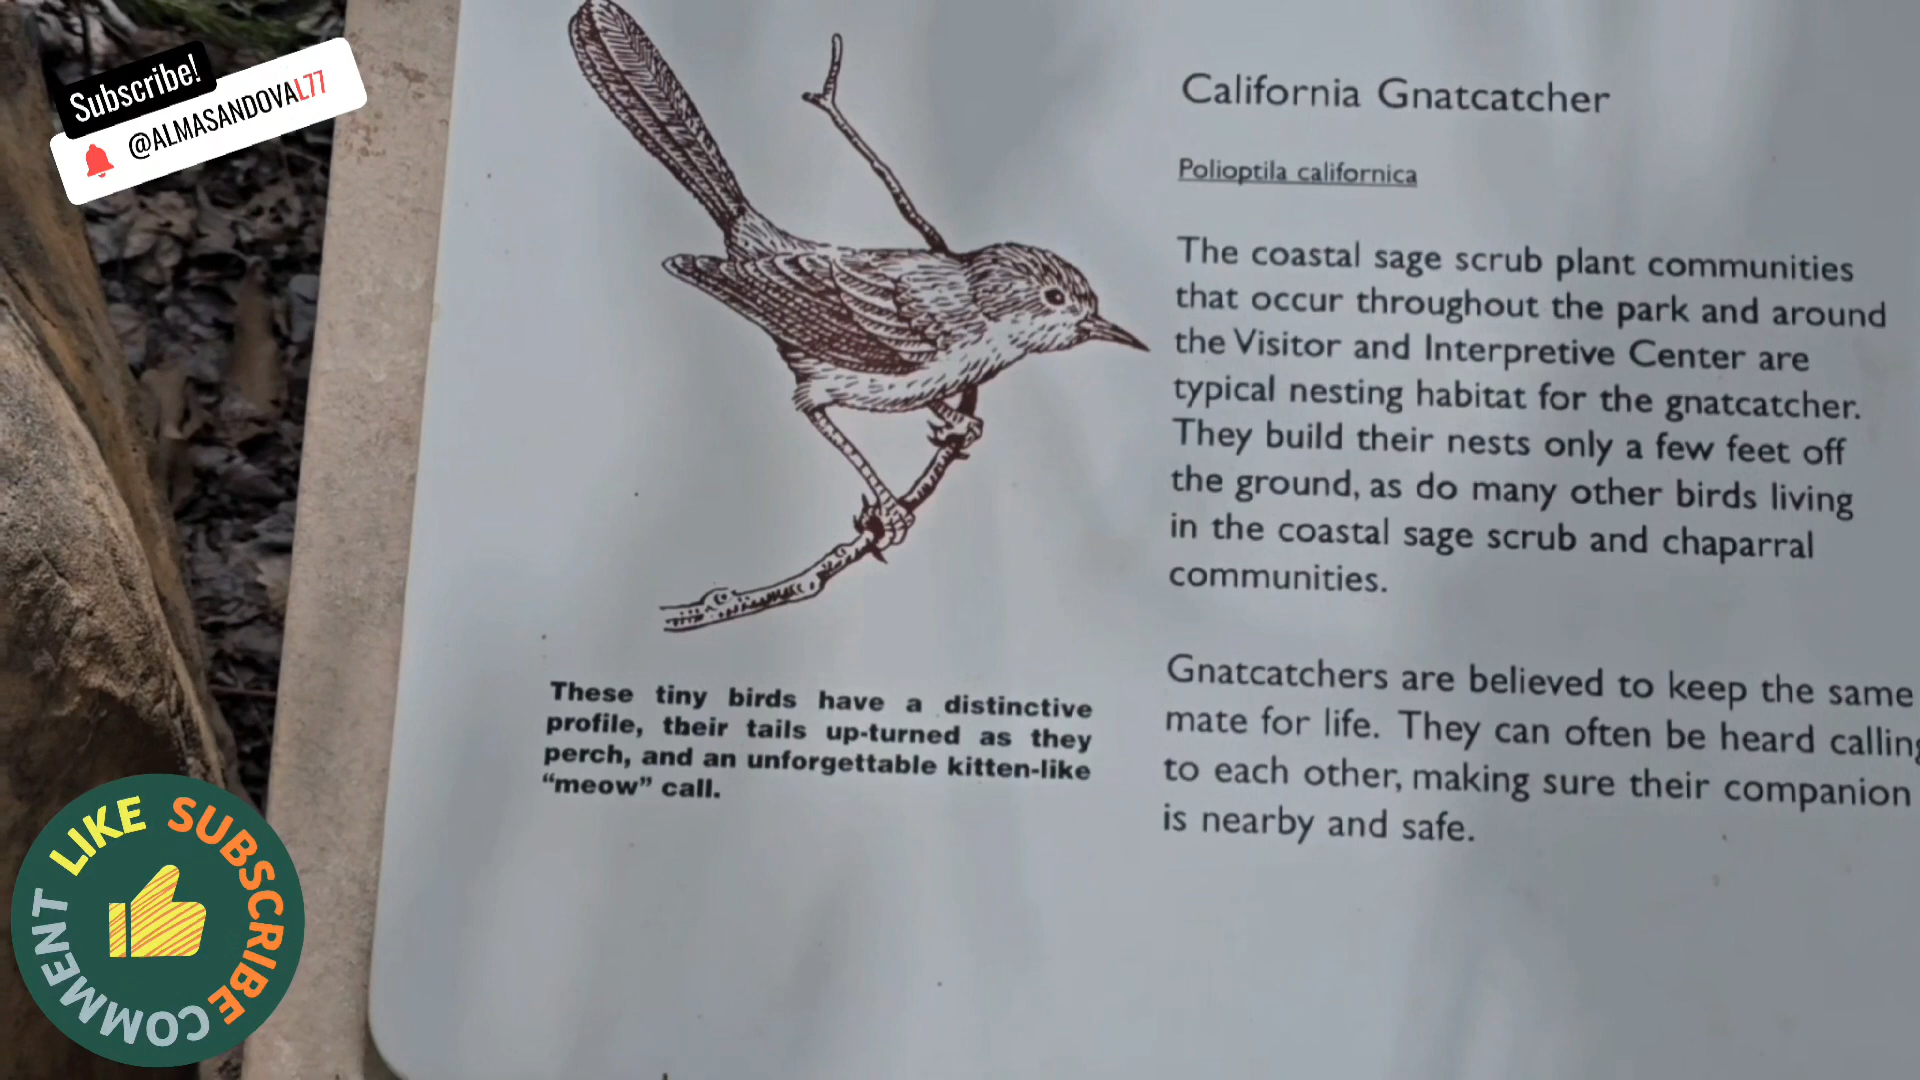 Subscribe!
@ALMASANDOVAL77
California Gnatcatcher
Polioptila californica
The coastal sage scrub plant communities
that occur throughout the park and around
the Visitor and Interpretive Center are
typical nesting habitat for the gnatcatcher.
They build their nests only a few feet off
the ground, as do many other birds living
in the coastal sage scrub and chaparral
communities.
Gnatcatchers are believed to keep the same
mate for life. They can often be heard calling
to each other, making sure their companion
is nearby and safe.
These tiny birds have a distinctive
profile, their tails up-turned as they
perch, and an unforgettable kitten-like
“meow” call.
LIKE SUBSCRIBE COMMENT